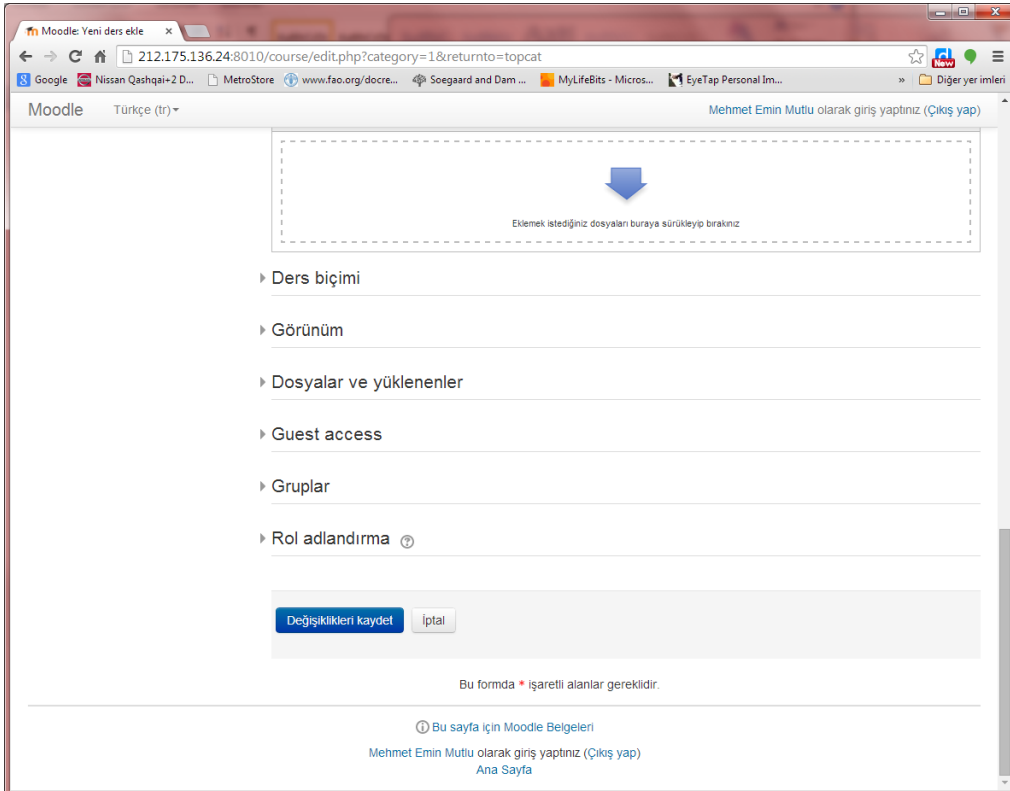 Moodle: Yeni ders ekle
212.175.136.24:8010/course/edit.php?category=1&returnto=topcat
New
Google Nissan Qashqai+2 D... MetroStore www.fao.org/docre... Soegaard and Dam ... MyLifeBits - Micros... EyeTap Personal Im... » Diğer yer imleri
Moodle Türkçe (tr) Mehmet Emin Mutlu olarak giriş yaptınız (Çıkış yap)
Eklemek istediğiniz dosyaları buraya sürükleyip bırakınız
Ders biçimi
Görünüm
Dosyalar ve yüklenenler
Guest access
Gruplar
Rol adlandırma
Değişiklikleri kaydet İptal
Bu formda * işaretli alanlar gereklidir.
Bu sayfa için Moodle Belgeleri
Mehmet Emin Mutlu olarak giriş yaptınız (Çıkış yap)
Ana Sayfa